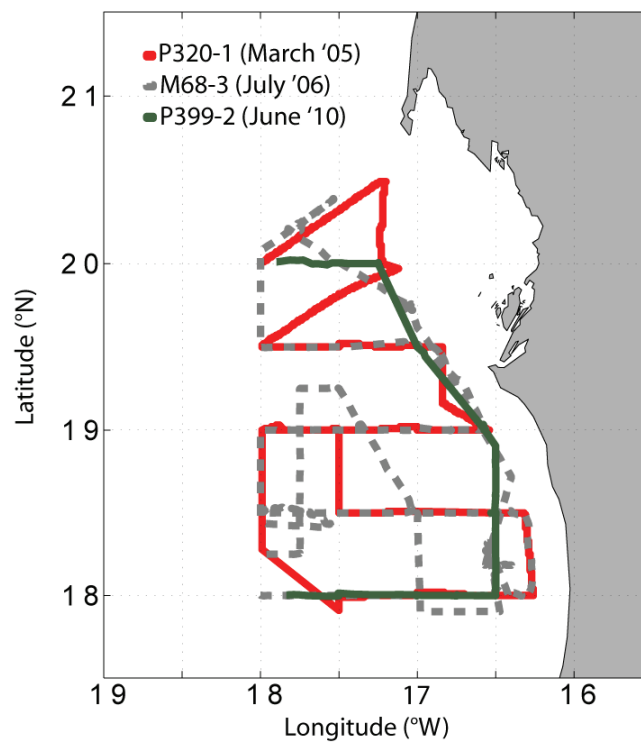 P320-1 (March ‘05)
M68-3 (July ’06)
P399-2 (June ‘10)
21
20
19
18
Latitude (°N)
19
18
17
16
Longitude (°W)